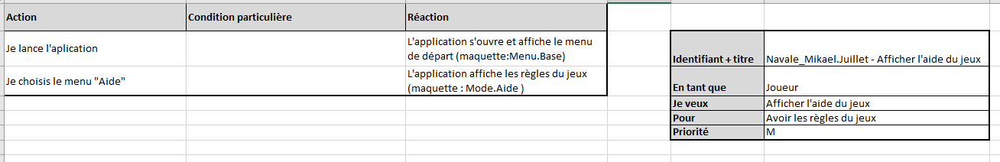 Action Condition particulière Réaction
Je lance l'aplication
L'application s'ouvre et affiche le menu
de départ (maquette:Menu.Base)
Je choisis le menu "Aide"
L'application affiche les règles du jeux
(maquette : Mode.Aide )
Identifiant + titre Navale_Mikael.Juillet - Afficher l'aide du jeux
En tant que Joueur
Je veux Afficher l'aide du jeux
Pour Avoir les règles du jeux
Priorité M